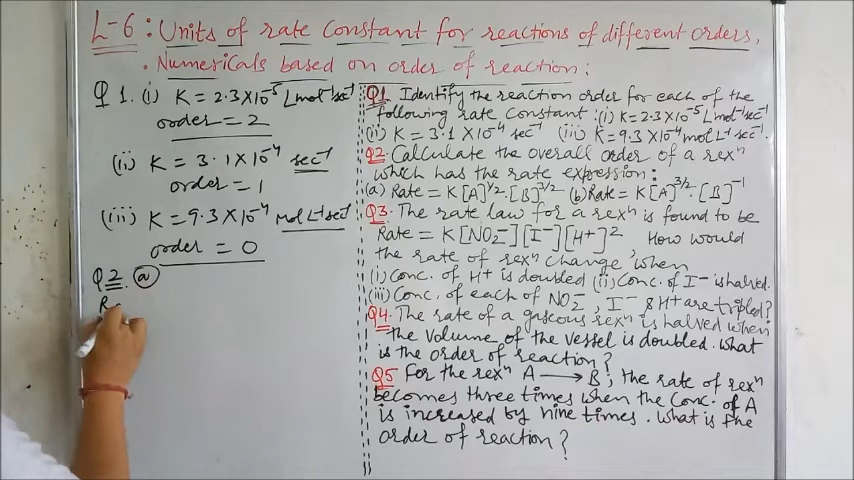 L-6 : Units of rate constant for reactions of different orders,
. Numericals based on order of reaction :
Q 1. (i) K = 2.3 X 10⁻⁵ L mol⁻¹ sec⁻¹
order = 2
(ii) K = 3.1 X 10⁻⁴ sec⁻¹
order = 1
(iii) K = 9.3 X 10⁻⁴ mol L⁻¹ sec⁻¹
order = 0
Q 2. (a)
Q1. Identify the reaction order for each of the
following rate constant : (i) K = 2.3 X 10⁻⁵ L mol⁻¹ sec⁻¹
(ii) K = 3.1 X 10⁻⁴ sec⁻¹ (iii) K = 9.3 X 10⁻⁴ mol L⁻¹ sec⁻¹.
Q2. Calculate the overall order of a rexⁿ
which has the rate expression :
(a) Rate = K [A]^1/2 . [B]^3/2 (b) Rate = K [A]^3/2 . [B]⁻¹
Q3. The rate law for a rexⁿ is found to be
Rate = K [NO₂⁻] [I⁻] [H⁺]², How would
the rate of rexⁿ change, when
(i) Conc. of H⁺ is doubled (ii) Conc. of I⁻ is halved.
(iii) Conc. of each of NO₂⁻, I⁻ & H⁺ are tripled?
Q4. The rate of a gaseous rexⁿ is halved when
the volume of the vessel is doubled. What
is the order of reaction?
Q5 For the rexⁿ A → B ; the rate of rexⁿ
becomes three times when the conc. of A
is increased by nine times. What is the
order of reaction?